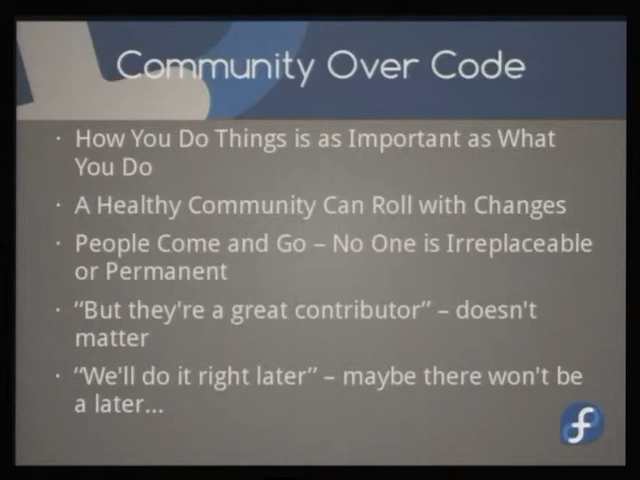 Community Over Code
· How You Do Things is as Important as What
You Do
· A Healthy Community Can Roll with Changes
· People Come and Go – No One is Irreplaceable
or Permanent
· “But they're a great contributor” – doesn't
matter
· “We'll do it right later” – maybe there won't be
a later...